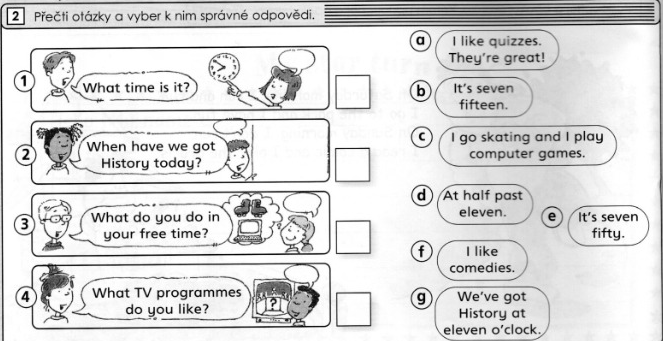 2 Přečti otázky a vyber k nim správné odpovědi.
1 What time is it?
2 When have we got
History today?
3 What do you do in
your free time?
4 What TV programmes
do you like?
?
a I like quizzes.
They're great!
b It's seven
fifteen.
c I go skating and I play
computer games.
d At half past
eleven.
e It's seven
fifty.
f I like
comedies.
g We've got
History at
eleven o'clock.